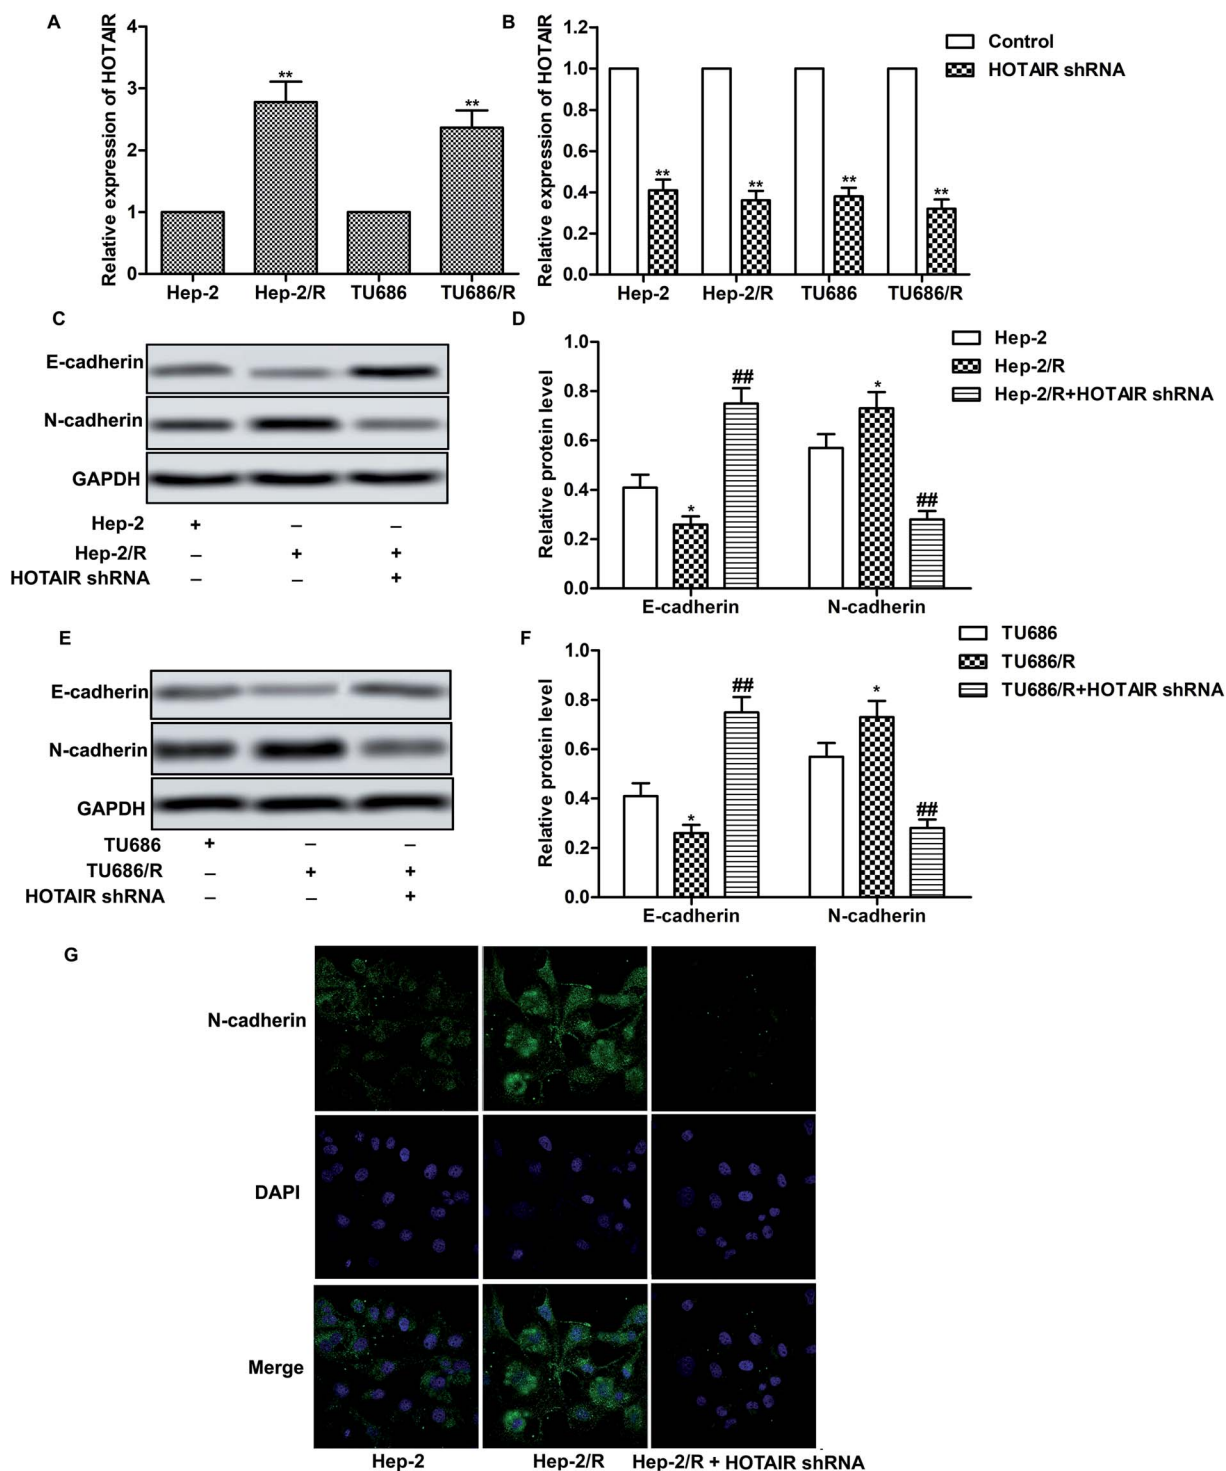 A
Relative expression of HOTAIR
4
3
2
1
0
**
**
Hep-2 Hep-2/R TU686 TU686/R
B
Relative expression of HOTAIR
1.2
1.0
0.8
0.6
0.4
0.2
0.0
** ** ** **
Hep-2 Hep-2/R TU686 TU686/R
Control
HOTAIR shRNA
C
E-cadherin
N-cadherin
GAPDH
Hep-2 + – –
Hep-2/R – + +
HOTAIR shRNA – – +
D
Relative protein level
1.0
0.8
0.6
0.4
0.2
0.0
* ## * ##
E-cadherin N-cadherin
Hep-2
Hep-2/R
Hep-2/R+HOTAIR shRNA
E
E-cadherin
N-cadherin
GAPDH
TU686 + – –
TU686/R – + +
HOTAIR shRNA – – +
F
Relative protein level
1.0
0.8
0.6
0.4
0.2
0.0
* ## * ##
E-cadherin N-cadherin
TU686
TU686/R
TU686/R+HOTAIR shRNA
G
N-cadherin
DAPI
Merge
Hep-2 Hep-2/R Hep-2/R + HOTAIR shRNA